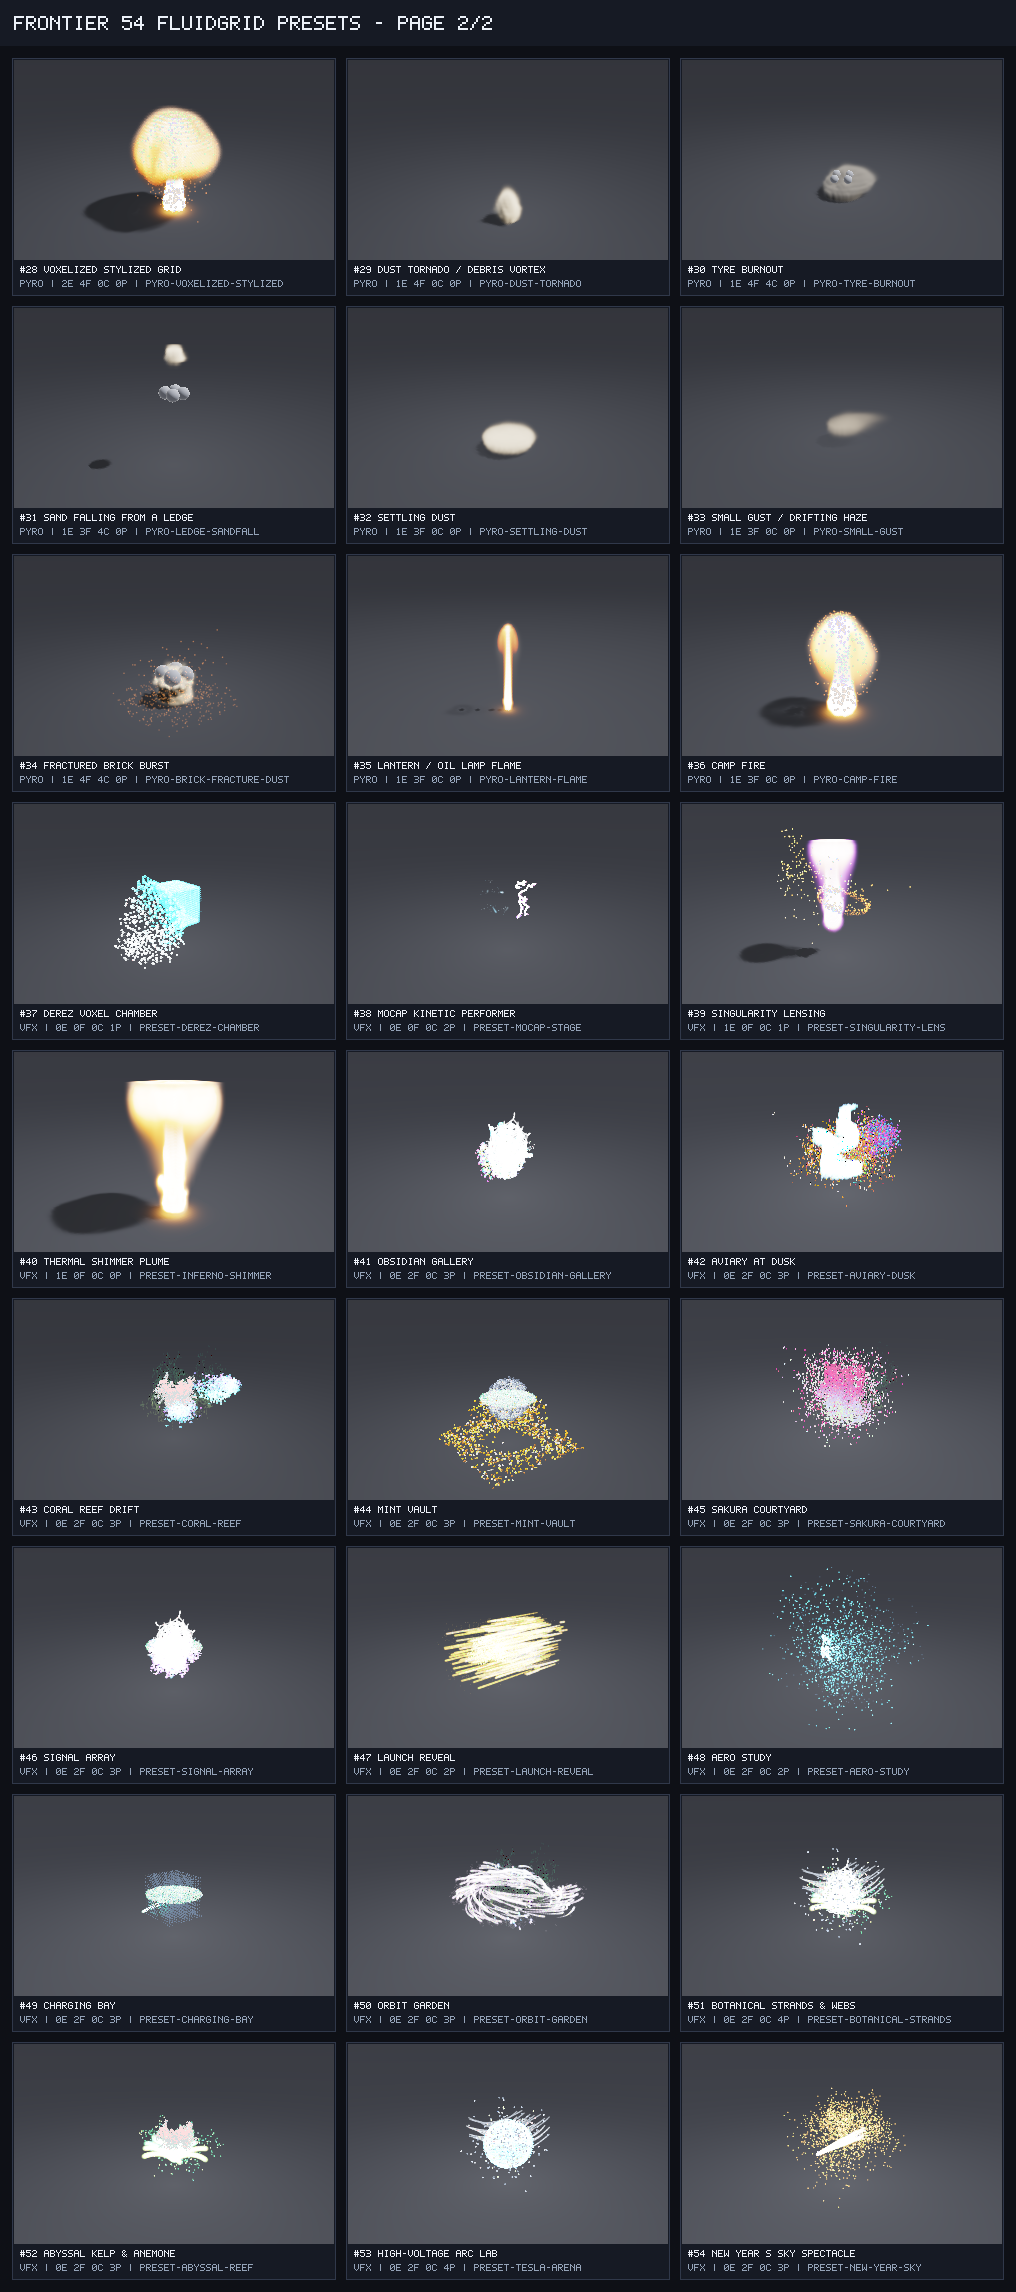 FRONTIER 54 FLUIDGRID PRESETS - PAGE 2/2
#28 VOXELIZED STYLIZED GRID
PYRO | 2E 4F 0C 0P | PYRO-VOXELIZED-STYLIZED
#29 DUST TORNADO / DEBRIS VORTEX
PYRO | 1E 4F 0C 0P | PYRO-DUST-TORNADO
#30 TYRE BURNOUT
PYRO | 1E 4F 4C 0P | PYRO-TYRE-BURNOUT
#31 SAND FALLING FROM A LEDGE
PYRO | 1E 3F 4C 0P | PYRO-LEDGE-SANDFALL
#32 SETTLING DUST
PYRO | 1E 3F 0C 0P | PYRO-SETTLING-DUST
#33 SMALL GUST / DRIFTING HAZE
PYRO | 1E 3F 0C 0P | PYRO-SMALL-GUST
#34 FRACTURED BRICK BURST
PYRO | 1E 4F 4C 0P | PYRO-BRICK-FRACTURE-DUST
#35 LANTERN / OIL LAMP FLAME
PYRO | 1E 3F 0C 0P | PYRO-LANTERN-FLAME
#36 CAMP FIRE
PYRO | 1E 3F 0C 0P | PYRO-CAMP-FIRE
#37 DEREZ VOXEL CHAMBER
VFX | 0E 0F 0C 1P | PRESET-DEREZ-CHAMBER
#38 MOCAP KINETIC PERFORMER
VFX | 0E 0F 0C 2P | PRESET-MOCAP-STAGE
#39 SINGULARITY LENSING
VFX | 1E 0F 0C 1P | PRESET-SINGULARITY-LENS
#40 THERMAL SHIMMER PLUME
VFX | 1E 0F 0C 0P | PRESET-INFERNO-SHIMMER
#41 OBSIDIAN GALLERY
VFX | 0E 2F 0C 3P | PRESET-OBSIDIAN-GALLERY
#42 AVIARY AT DUSK
VFX | 0E 2F 0C 3P | PRESET-AVIARY-DUSK
#43 CORAL REEF DRIFT
VFX | 0E 2F 0C 3P | PRESET-CORAL-REEF
#44 MINT VAULT
VFX | 0E 2F 0C 3P | PRESET-MINT-VAULT
#45 SAKURA COURTYARD
VFX | 0E 2F 0C 3P | PRESET-SAKURA-COURTYARD
#46 SIGNAL ARRAY
VFX | 0E 2F 0C 3P | PRESET-SIGNAL-ARRAY
#47 LAUNCH REVEAL
VFX | 0E 2F 0C 2P | PRESET-LAUNCH-REVEAL
#48 AERO STUDY
VFX | 0E 2F 0C 2P | PRESET-AERO-STUDY
#49 CHARGING BAY
VFX | 0E 2F 0C 3P | PRESET-CHARGING-BAY
#50 ORBIT GARDEN
VFX | 0E 2F 0C 3P | PRESET-ORBIT-GARDEN
#51 BOTANICAL STRANDS & WEBS
VFX | 0E 2F 0C 4P | PRESET-BOTANICAL-STRANDS
#52 ABYSSAL KELP & ANEMONE
VFX | 0E 2F 0C 3P | PRESET-ABYSSAL-REEF
#53 HIGH-VOLTAGE ARC LAB
VFX | 0E 2F 0C 4P | PRESET-TESLA-ARENA
#54 NEW YEAR S SKY SPECTACLE
VFX | 0E 2F 0C 3P | PRESET-NEW-YEAR-SKY